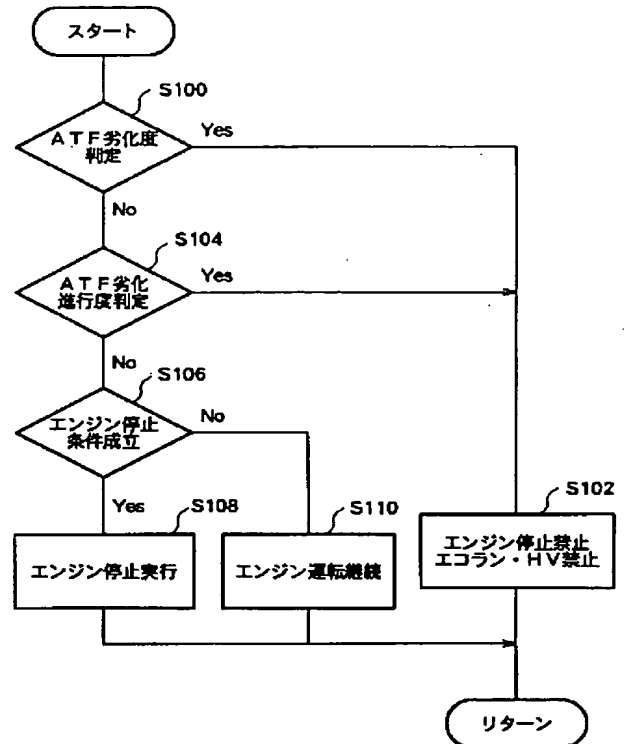 スタート
S100
ATF劣化度
判定
Yes
No
S104
ATF劣化
進行度判定
Yes
No
S106
エンジン停止
条件成立
No
Yes
S108
エンジン停止実行
S110
エンジン運転継続
S102
エンジン停止禁止
エコラン・HV禁止
リターン